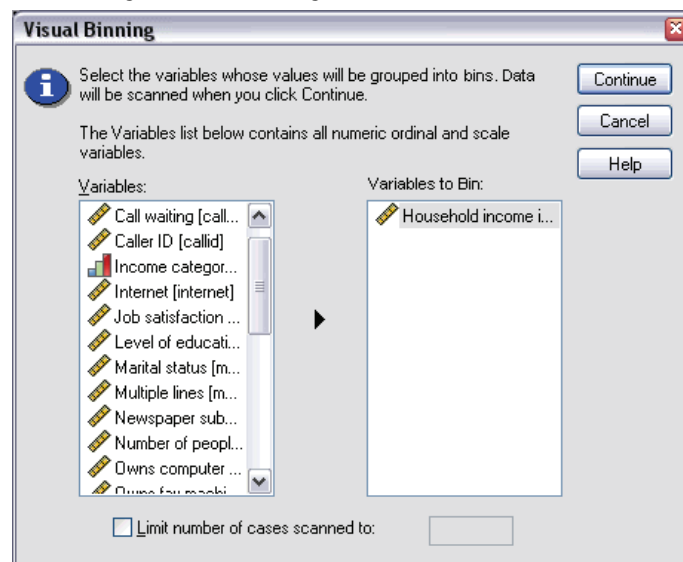 Visual Binning
Select the variables whose values will be grouped into bins. Data
will be scanned when you click Continue.
The Variables list below contains all numeric ordinal and scale
variables.
Continue
Cancel
Help
Variables:
Call waiting [call...
Caller ID [callid]
Income categor...
Internet [internet]
Job satisfaction ...
Level of educati...
Marital status [m...
Multiple lines [m...
Newspaper sub...
Number of peopl...
Owns computer ...
Variables to Bin:
Household income i...
Limit number of cases scanned to: